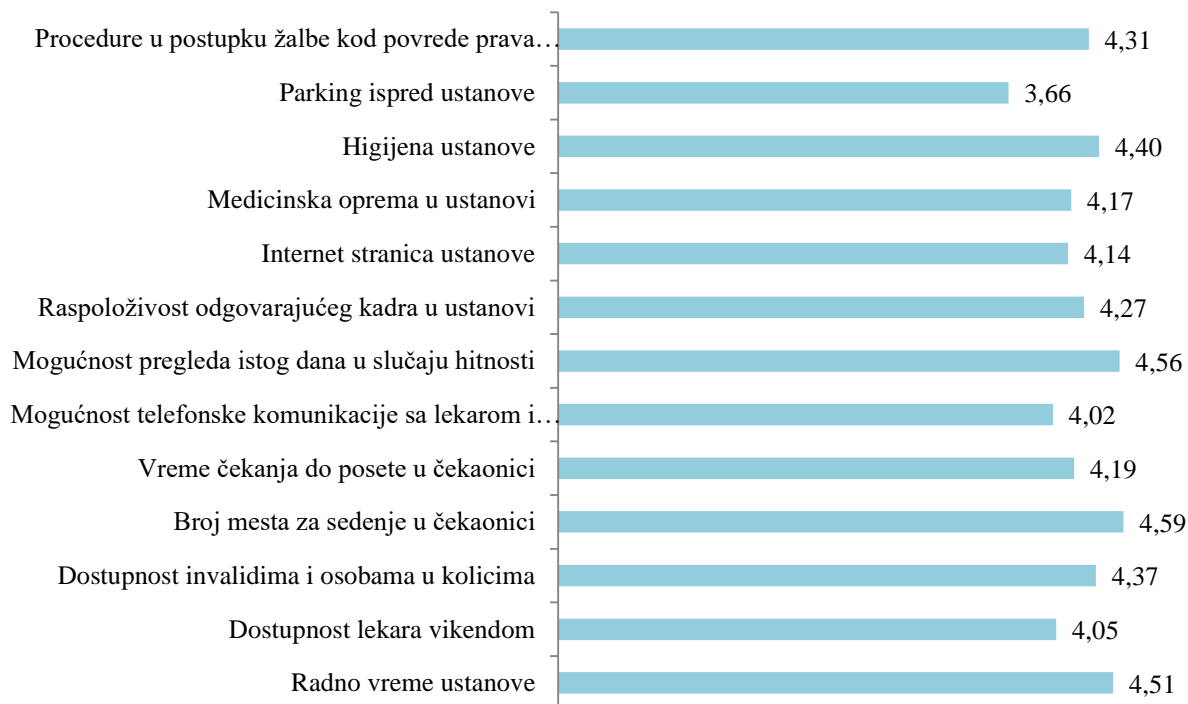 Procedure u postupku žalbe kod povrede prava… 4,31
Parking ispred ustanove 3,66
Higijena ustanove 4,40
Medicinska oprema u ustanovi 4,17
Internet stranica ustanove 4,14
Raspoloživost odgovarajućeg kadra u ustanovi 4,27
Mogućnost pregleda istog dana u slučaju hitnosti 4,56
Mogućnost telefonske komunikacije sa lekarom i… 4,02
Vreme čekanja do posete u čekaonici 4,19
Broj mesta za sedenje u čekaonici 4,59
Dostupnost invalidima i osobama u kolicima 4,37
Dostupnost lekara vikendom 4,05
Radno vreme ustanove 4,51